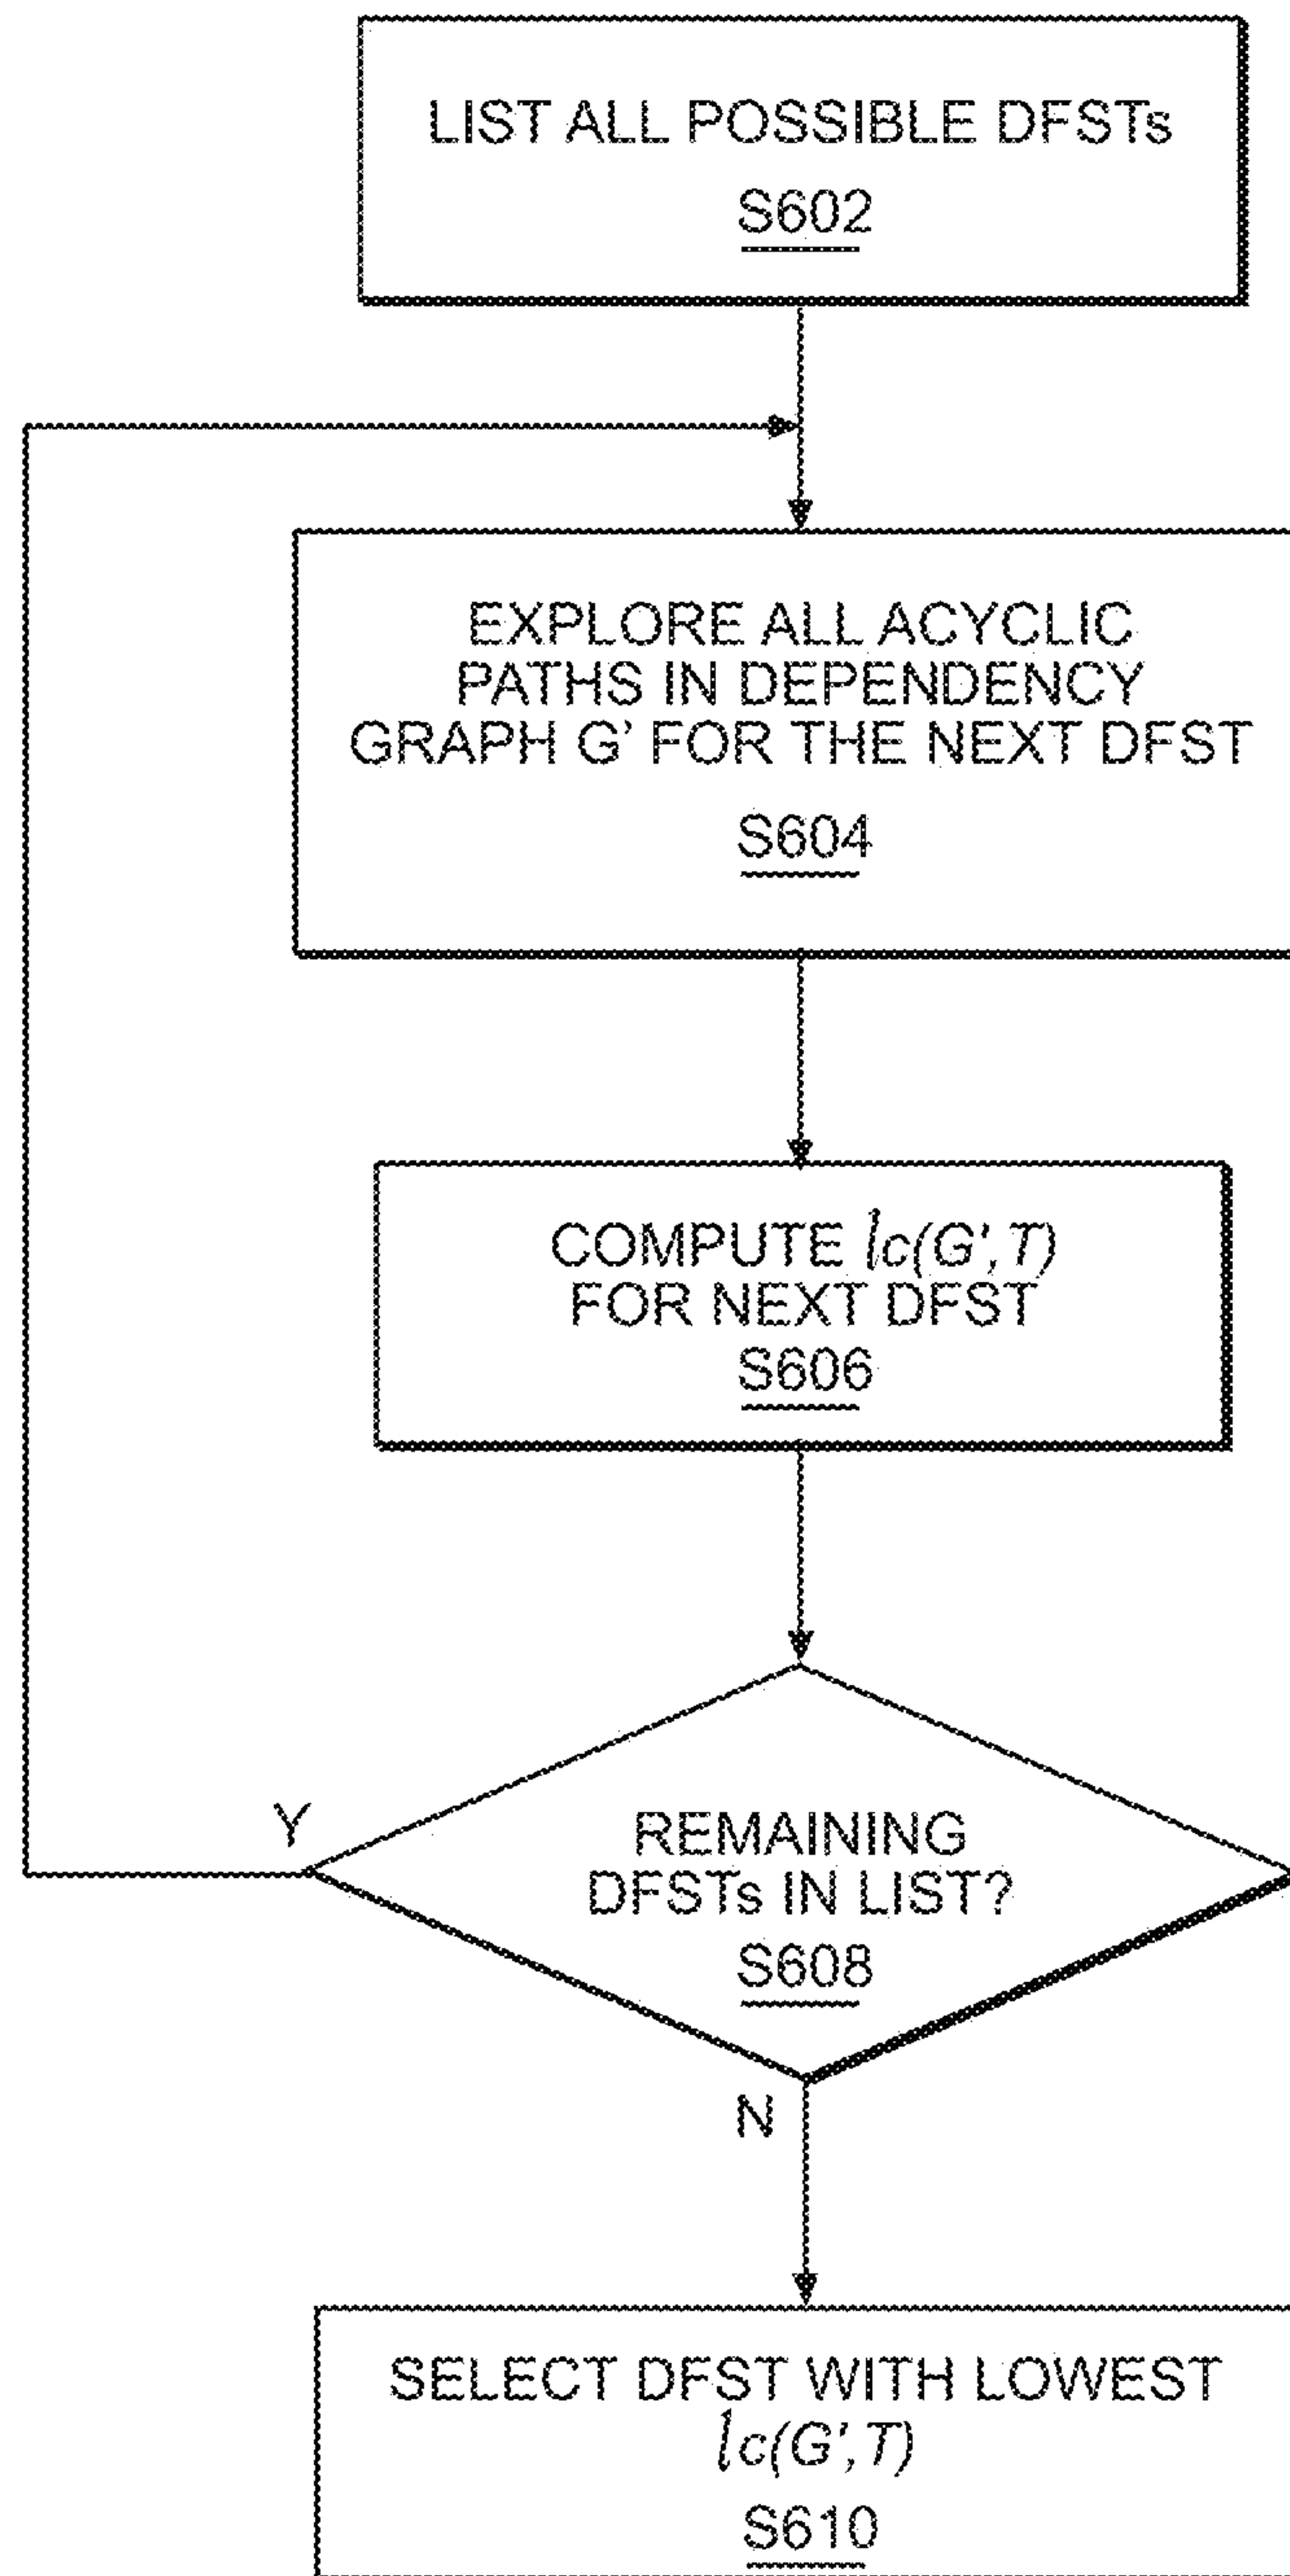 LIST ALL POSSIBLE DFSTs
S602
EXPLORE ALL ACYCLIC
PATHS IN DEPENDENCY
GRAPH G' FOR THE NEXT DFST
S604
COMPUTE lc(G',T)
FOR NEXT DFST
S606
Y
REMAINING
DFSTs IN LIST?
S608
N
SELECT DFST WITH LOWEST
lc(G',T)
S610